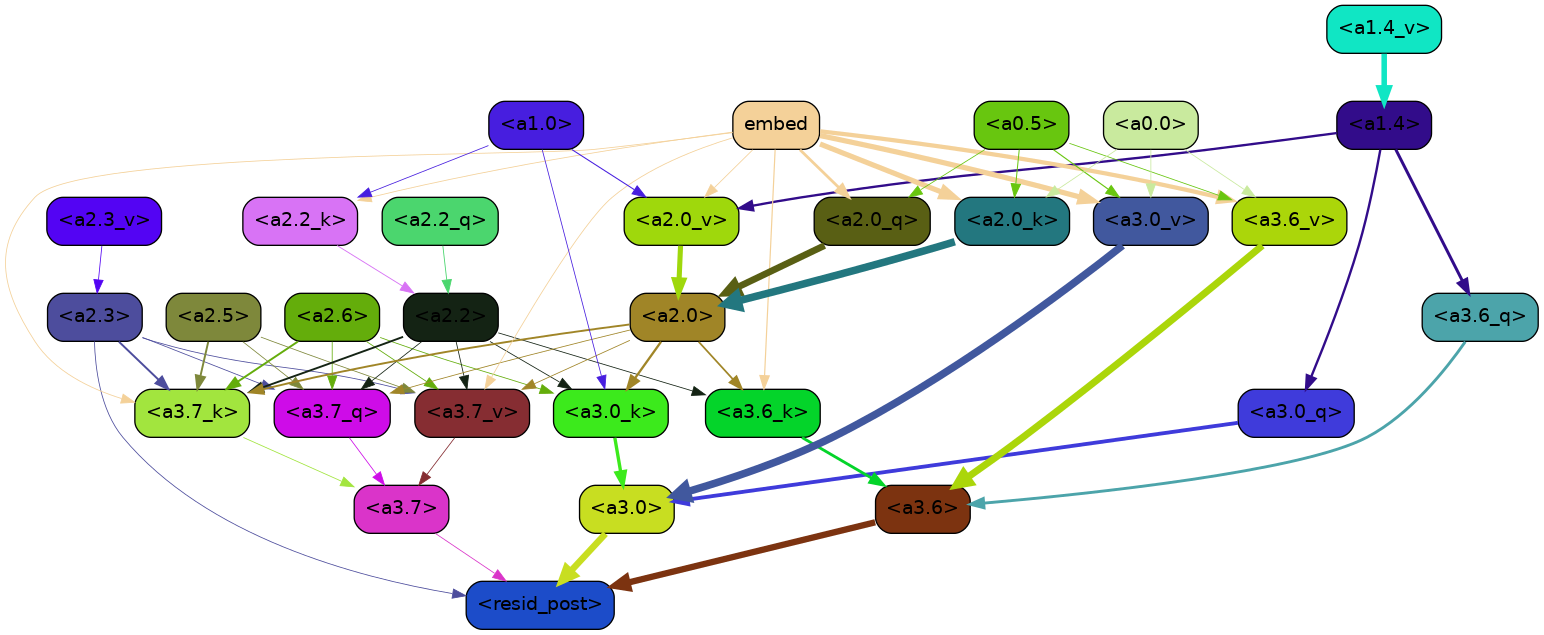 <a1.4_v>
<a1.0>
embed
<a0.5>
<a0.0>
<a1.4>
<a2.3_v>
<a2.2_k>
<a2.2_q>
<a2.0_v>
<a2.0_q>
<a2.0_k>
<a3.0_v>
<a3.6_v>
<a2.3>
<a2.5>
<a2.6>
<a2.2>
<a2.0>
<a3.6_q>
<a3.7_k>
<a3.7_q>
<a3.7_v>
<a3.0_k>
<a3.6_k>
<a3.0_q>
<a3.7>
<a3.0>
<a3.6>
<resid_post>